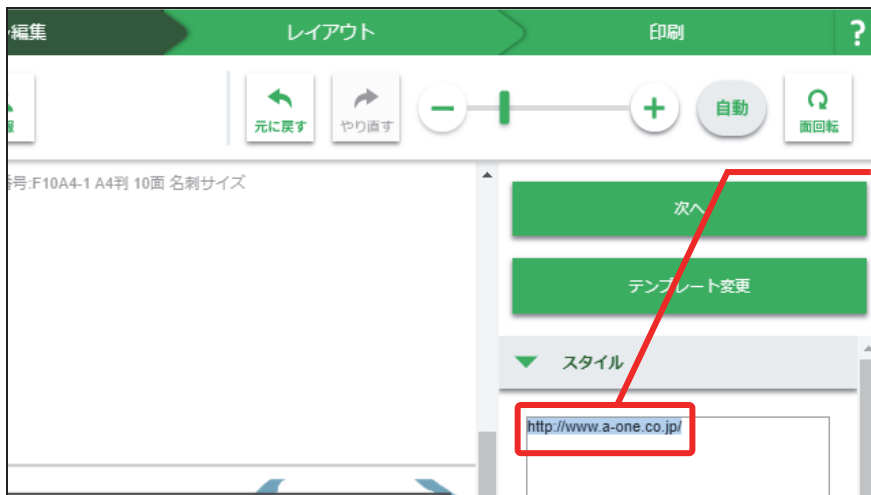 編集
レイアウト
印刷
?
元に戻す
やり直す
自動
面回転
号:F10A4-1 A4判 10面 名刺サイズ
次へ
テンプレート変更
スタイル
http://www.a-one.co.jp/